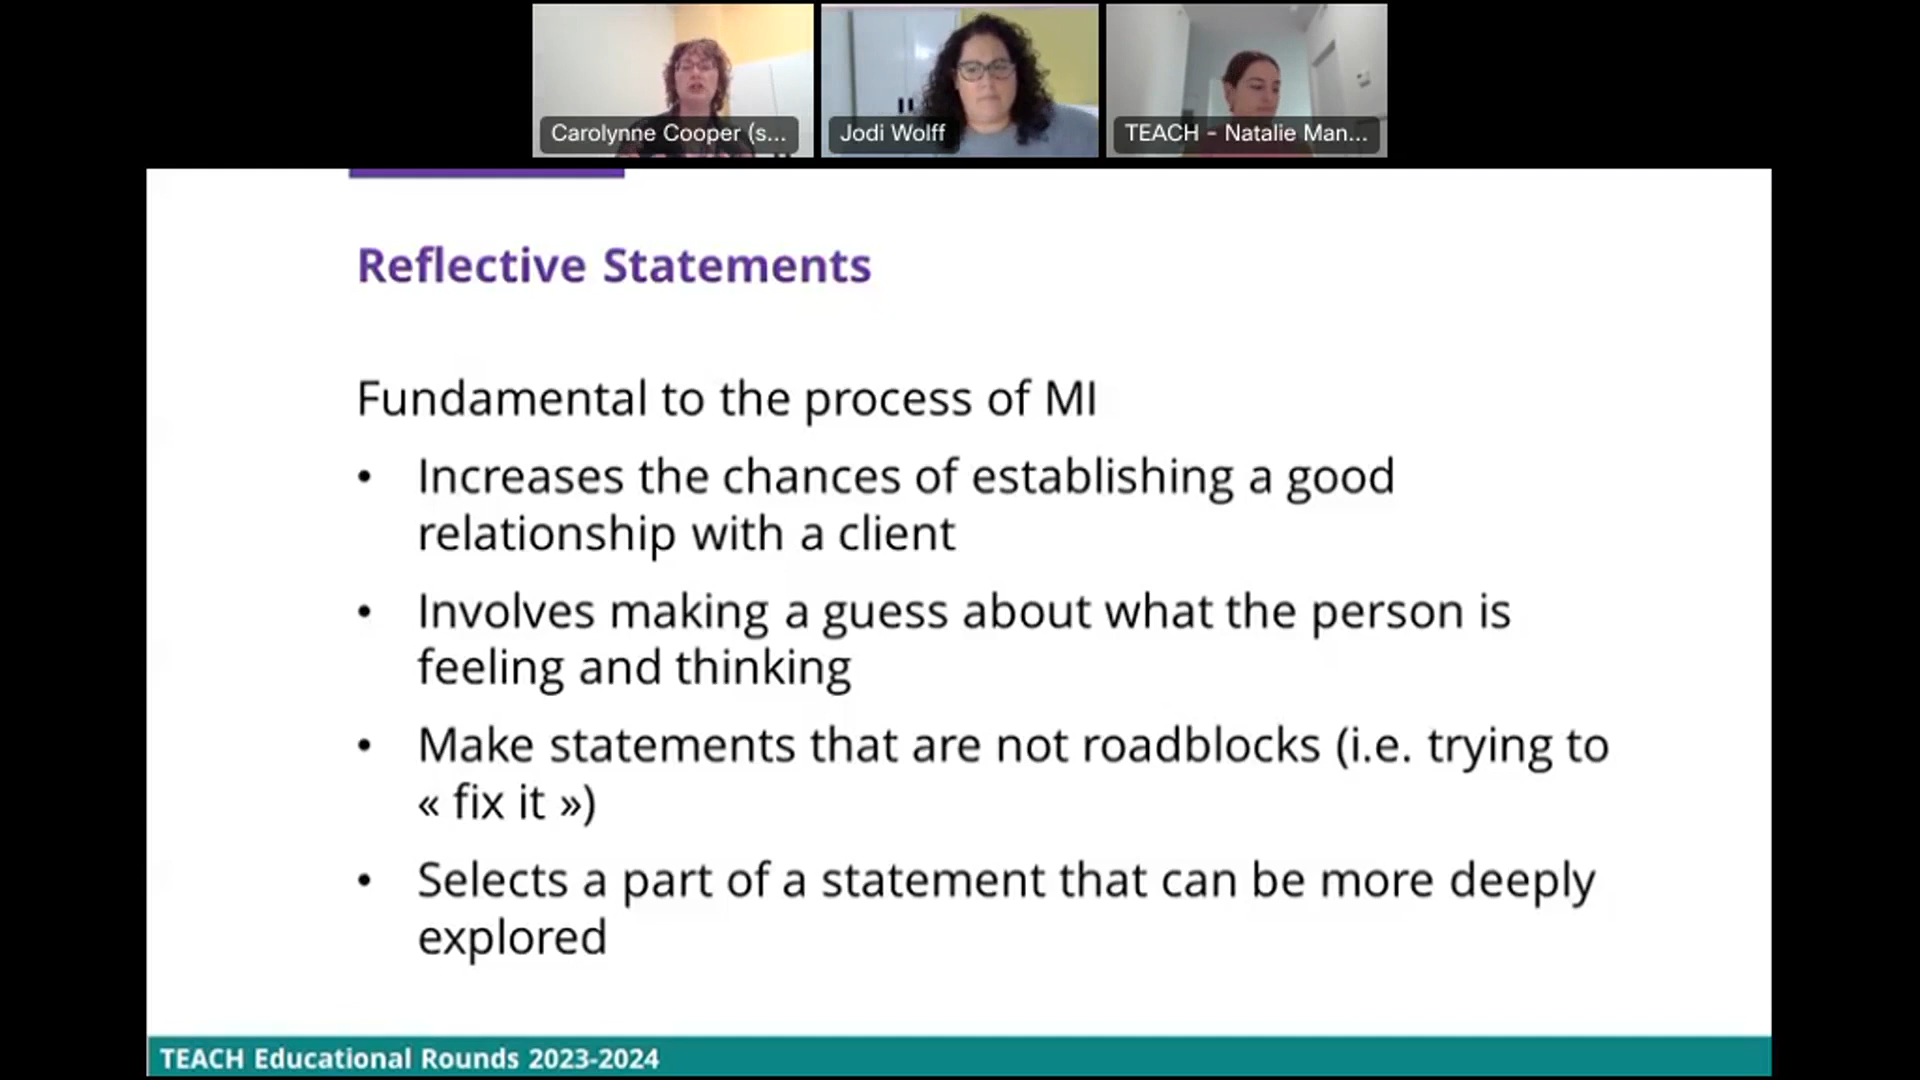 Carolynne Cooper (s...
Jodi Wolff
TEACH - Natalie Man...
Reflective Statements
Fundamental to the process of MI
• Increases the chances of establishing a good
relationship with a client
• Involves making a guess about what the person is
feeling and thinking
• Make statements that are not roadblocks (i.e. trying to
« fix it »)
• Selects a part of a statement that can be more deeply
explored
TEACH Educational Rounds 2023-2024